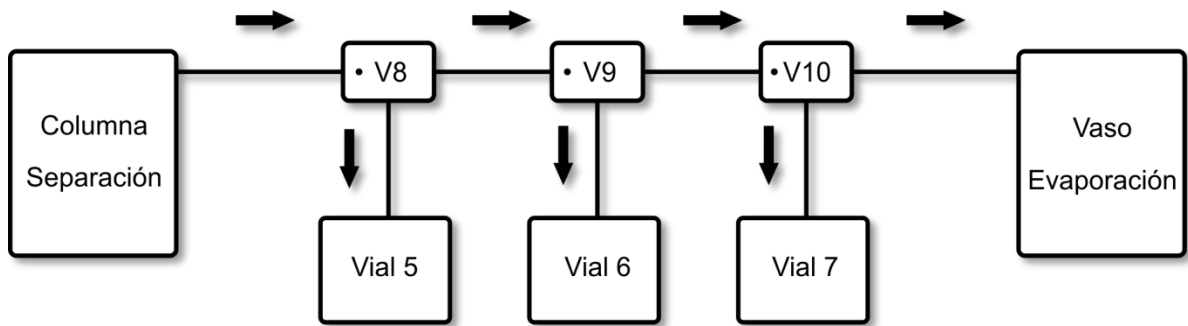 Columna
Separación
• V8
• V9
• V10
Vaso
Evaporación
Vial 5
Vial 6
Vial 7